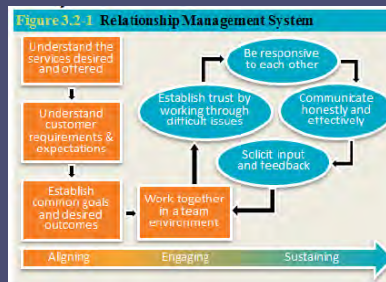 Figure 3.2-1 Relationship Management System
Understand the
services desired
and offered
Understand
customer
requirements &
expectations
Establish
common goals
and desired
outcomes
Work together
in a team
environment
Establish trust by
working through
difficult issues
Be responsive
to each other
Communicate
honestly and
effectively
Solicit input
and feedback
Aligning
Engaging
Sustaining